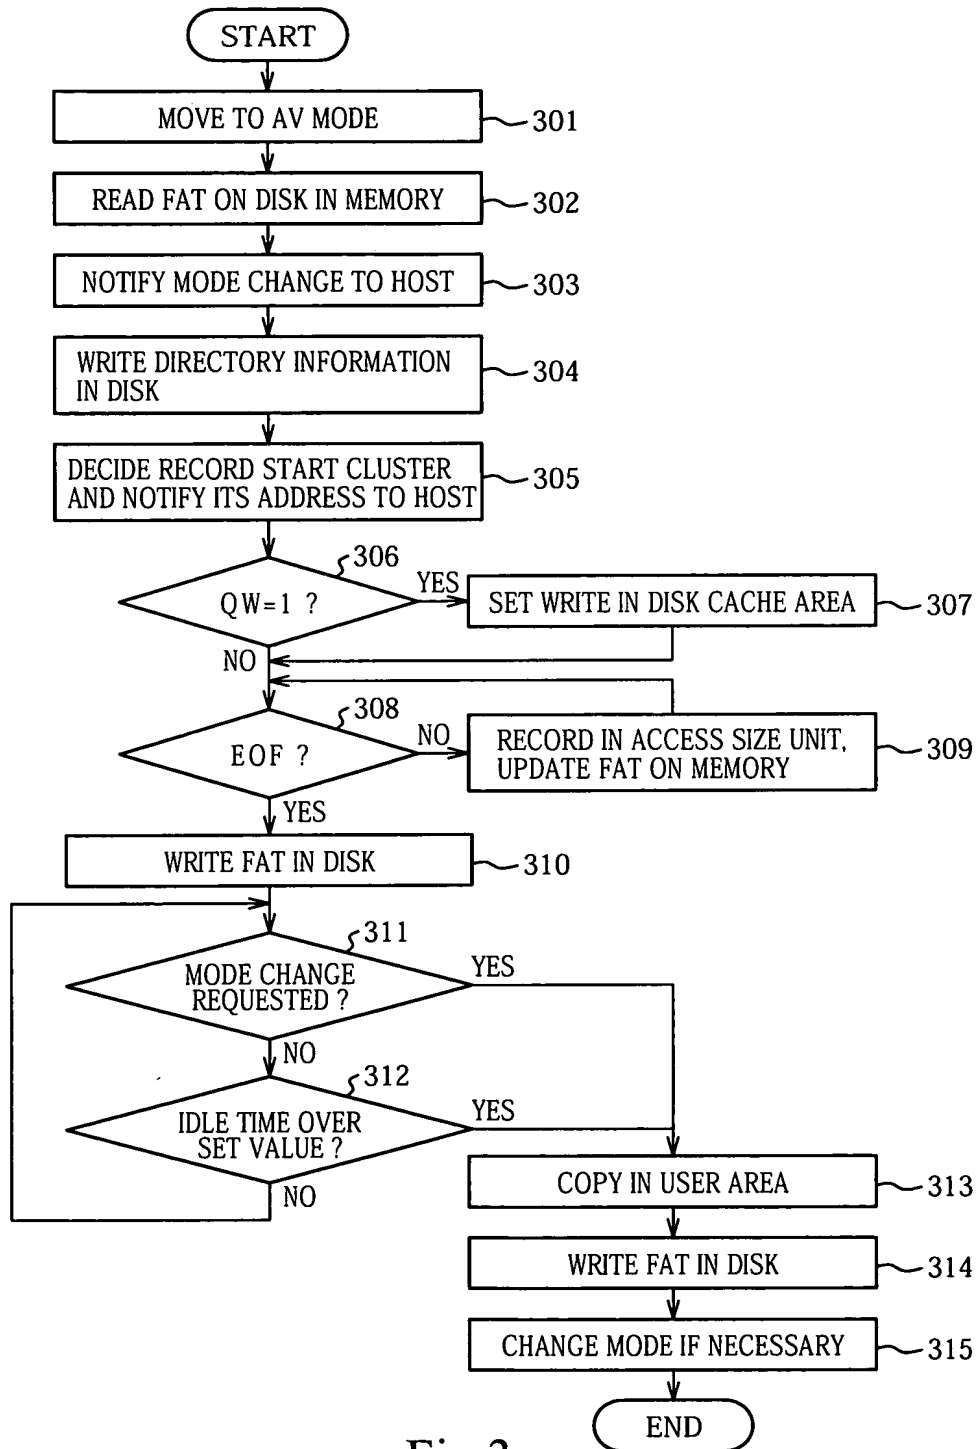 START
MOVE TO AV MODE
301
READ FAT ON DISK IN MEMORY
302
NOTIFY MODE CHANGE TO HOST
303
WRITE DIRECTORY INFORMATION
IN DISK
304
DECIDE RECORD START CLUSTER
AND NOTIFY ITS ADDRESS TO HOST
305
306
QW=1 ?
YES
SET WRITE IN DISK CACHE AREA
307
NO
308
EOF ?
NO
RECORD IN ACCESS SIZE UNIT,
UPDATE FAT ON MEMORY
309
YES
WRITE FAT IN DISK
310
311
MODE CHANGE
REQUESTED ?
YES
NO
312
IDLE TIME OVER
SET VALUE ?
YES
NO
COPY IN USER AREA
313
WRITE FAT IN DISK
314
CHANGE MODE IF NECESSARY
315
END